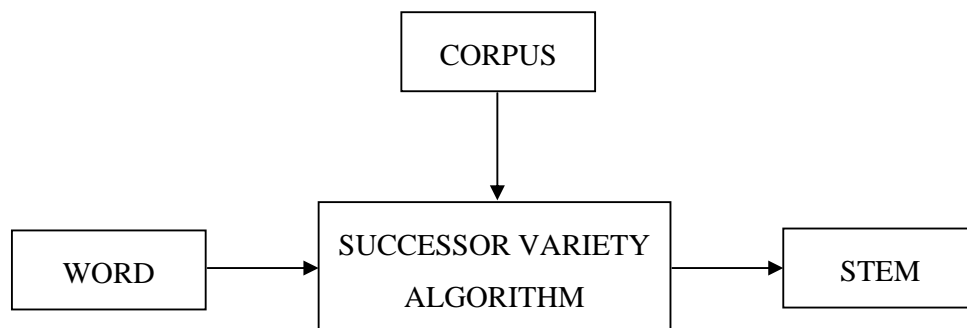 CORPUS
WORD
SUCCESSOR VARIETY
ALGORITHM
STEM